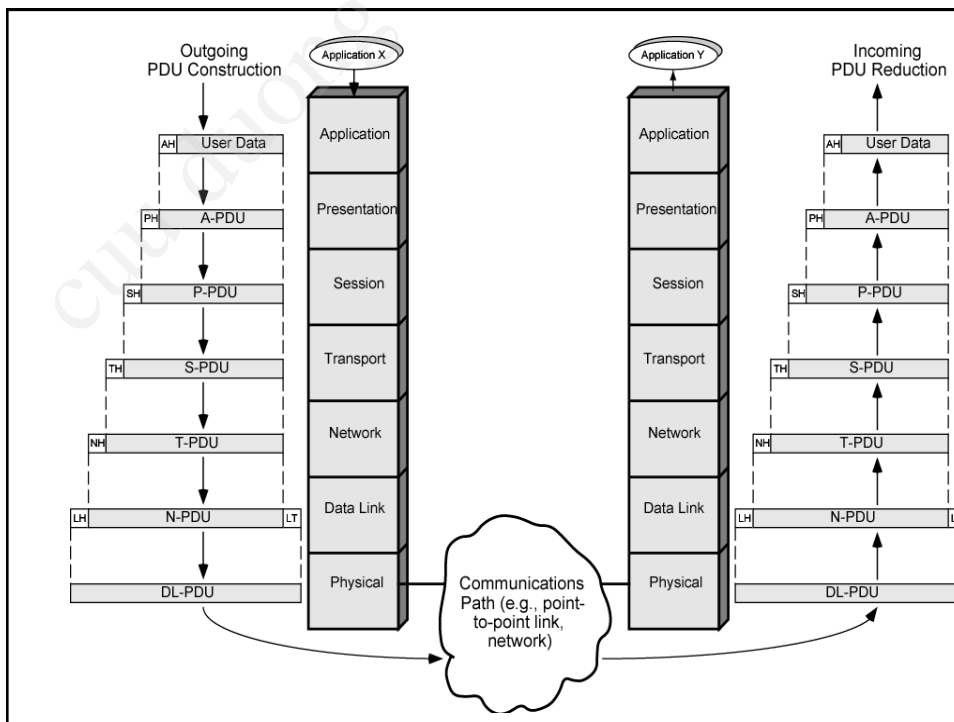 Outgoing
PDU Construction
Application X
Application Y
Incoming
PDU Reduction
AH User Data
Application
Application
AH User Data
PH A-PDU
Presentation
Presentation
PH A-PDU
SH P-PDU
Session
Session
SH P-PDU
TH S-PDU
Transport
Transport
TH S-PDU
NH T-PDU
Network
Network
NH T-PDU
LH N-PDU LT
Data Link
Data Link
LH N-PDU L
DL-PDU
Physical
Communications
Path (e.g., point-
to-point link,
network)
Physical
DL-PDU
cuu duong